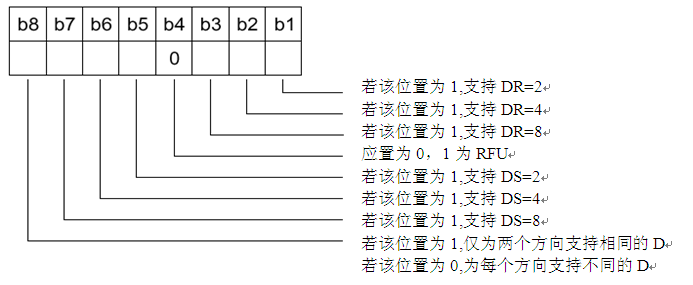 b8 b7 b6 b5 b4 b3 b2 b1
0
若该位置为 1,支持 DR=2↵
若该位置为 1,支持 DR=4↵
若该位置为 1,支持 DR=8↵
应置为 0，1 为 RFU↵
若该位置为 1,支持 DS=2↵
若该位置为 1,支持 DS=4↵
若该位置为 1,支持 DS=8↵
若该位置为 1,仅为两个方向支持相同的 D↵
若该位置为 0,为每个方向支持不同的 D↵